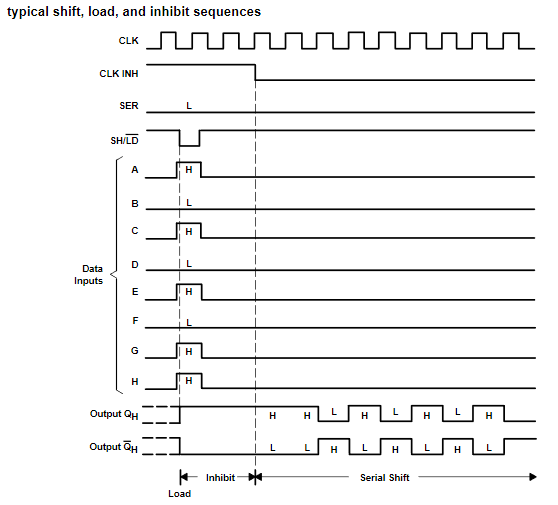 typical shift, load, and inhibit sequences
CLK
CLK INH
SER L
SH/L̅D̅
A H
B L
C H
D L
Data
Inputs
E H
F L
G H
H H
Output QH H H L H L H L H
Output Q̅H L L H L H L H L
Inhibit Serial Shift
Load